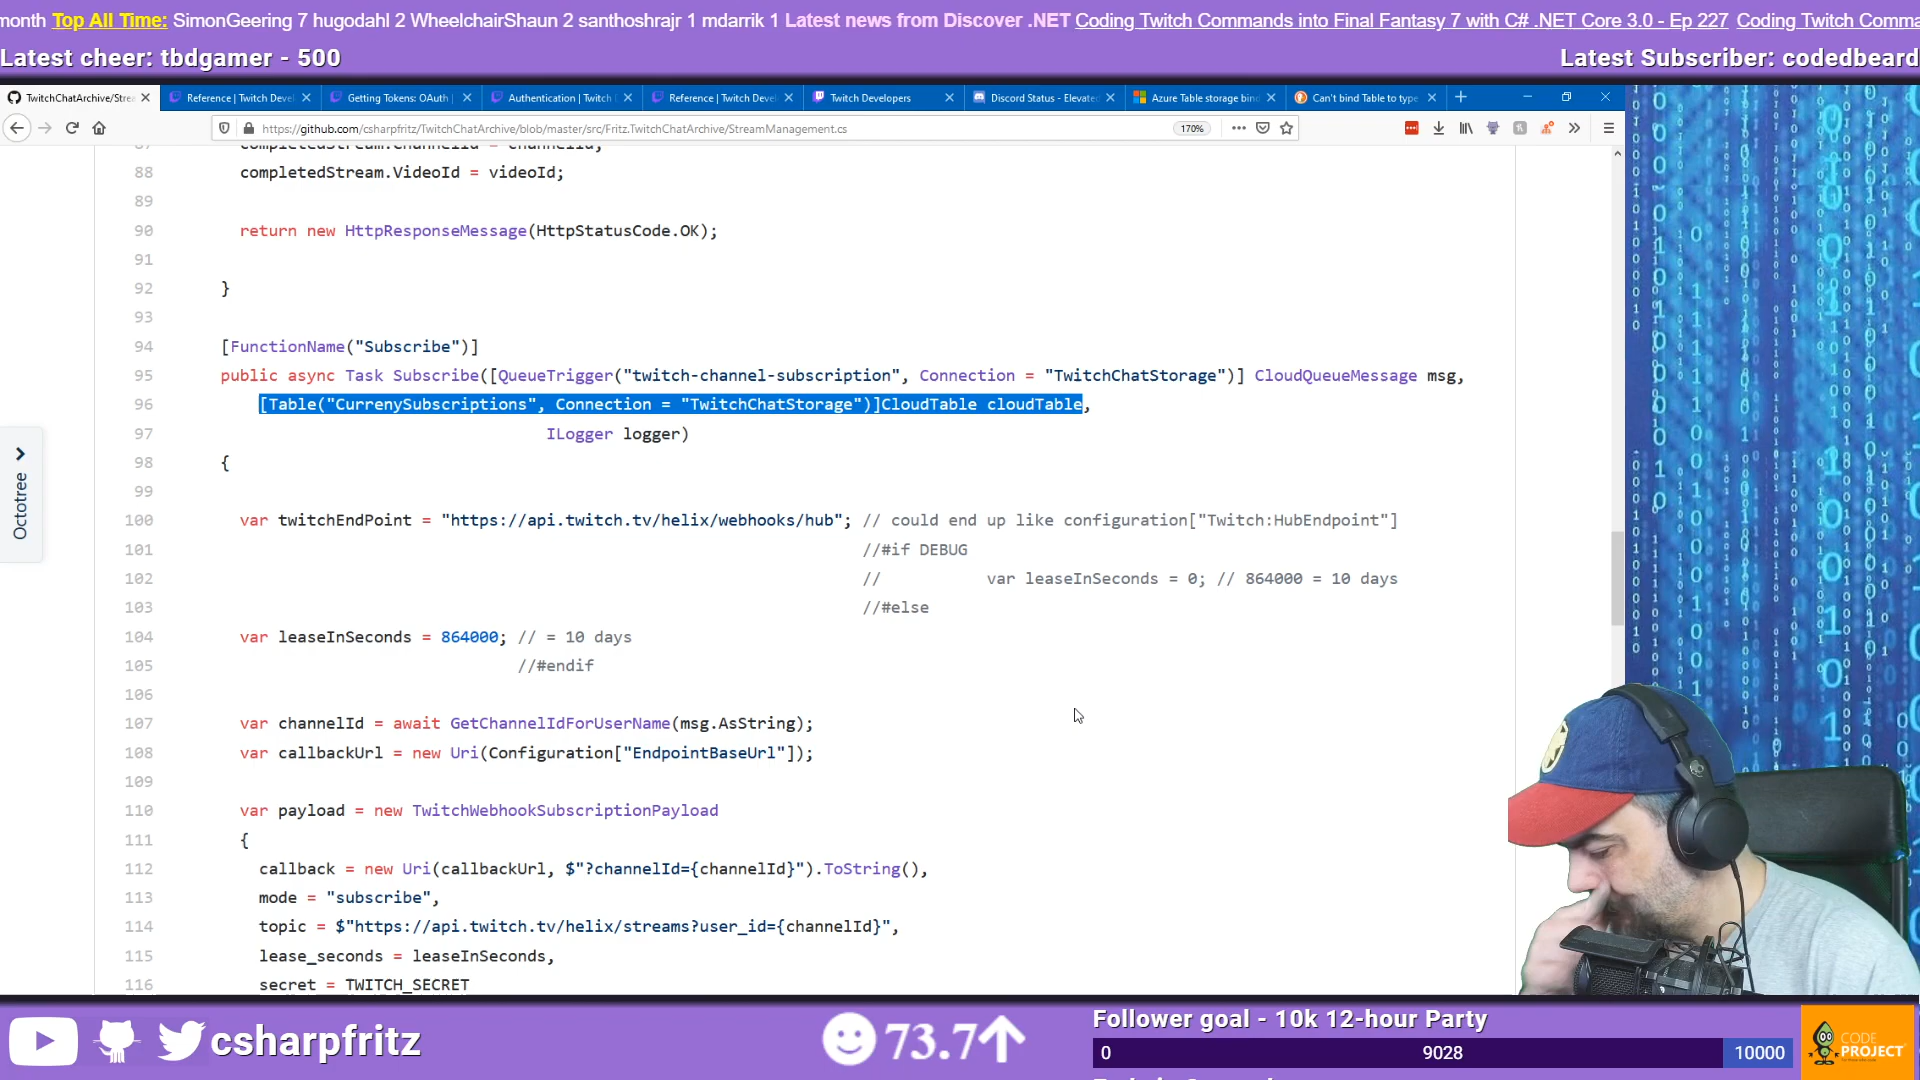 month Top All Time: SimonGeering 7 hugodahl 2 WheelchairShaun 2 santhoshrajr 1 mdarrik 1 Latest news from Discover .NET Coding Twitch Commands into Final Fantasy 7 with C# .NET Core 3.0 - Ep 227 Coding Twitch Comma
Latest cheer: tbdgamer - 500
Latest Subscriber: codedbeard
TwitchChatArchive/Strea
Reference | Twitch Devel
Getting Tokens: OAuth |
Authentication | Twitch
Reference | Twitch Devel
Twitch Developers
Discord Status - Elevated
Azure Table storage bind
Can't bind Table to type
https://github.com/csharpfritz/TwitchChatArchive/blob/master/src/Fritz.TwitchChatArchive/StreamManagement.cs
170%
87 completedStream.ChannelId = channelId;
88 completedStream.VideoId = videoId;
89
90 return new HttpResponseMessage(HttpStatusCode.OK);
91
92 }
93
94 [FunctionName("Subscribe")]
95 public async Task Subscribe([QueueTrigger("twitch-channel-subscription", Connection = "TwitchChatStorage")] CloudQueueMessage msg,
96 [Table("CurrenySubscriptions", Connection = "TwitchChatStorage")]CloudTable cloudTable,
97 ILogger logger)
98 {
99
100 var twitchEndPoint = "https://api.twitch.tv/helix/webhooks/hub"; // could end up like configuration["Twitch:HubEndpoint"]
101 //#if DEBUG
102 // var leaseInSeconds = 0; // 864000 = 10 days
103 //#else
104 var leaseInSeconds = 864000; // = 10 days
105 //#endif
106
107 var channelId = await GetChannelIdForUserName(msg.AsString);
108 var callbackUrl = new Uri(Configuration["EndpointBaseUrl"]);
109
110 var payload = new TwitchWebhookSubscriptionPayload
111 {
112 callback = new Uri(callbackUrl, $"?channelId={channelId}").ToString(),
113 mode = "subscribe",
114 topic = $"https://api.twitch.tv/helix/streams?user_id={channelId}",
115 lease_seconds = leaseInSeconds,
116 secret = TWITCH_SECRET
Octotree
csharpfritz
73.7
Follower goal - 10k 12-hour Party
0
9028
10000
CODE
PROJECT